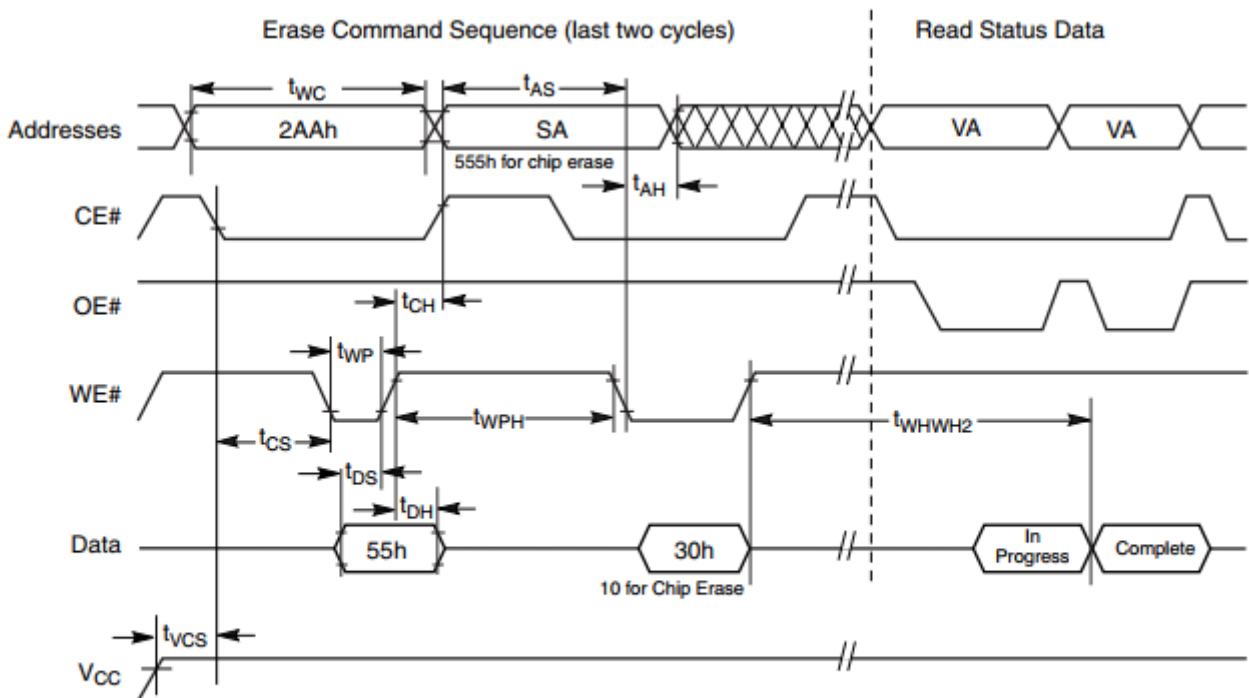 Erase Command Sequence (last two cycles)
Read Status Data
tWC
tAS
Addresses
2AAh
SA
VA
VA
555h for chip erase
tAH
CE#
OE#
tCH
tWP
WE#
tWPH
tWHWH2
tCS
tDS
tDH
Data
55h
30h
In
Progress
Complete
10 for Chip Erase
tVCS
VCC